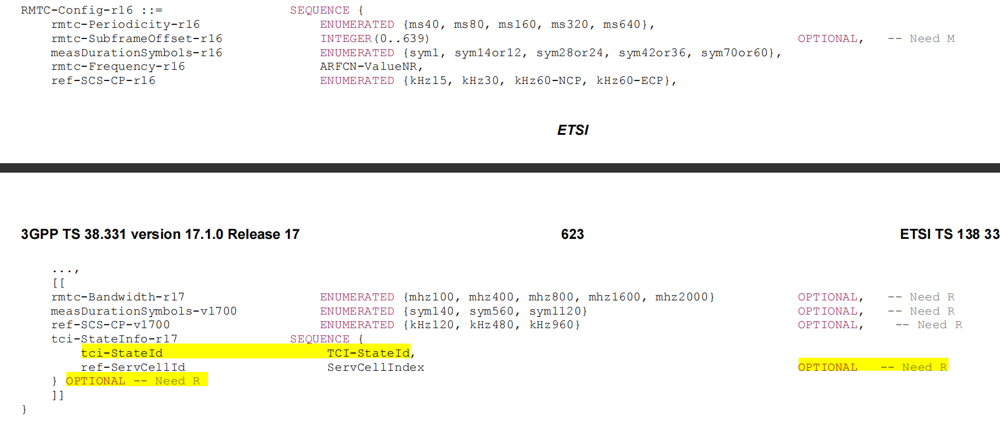 RMTC-Config-r16 ::= SEQUENCE {
rmtc-Periodicity-r16 ENUMERATED {ms40, ms80, ms160, ms320, ms640},
rmtc-SubframeOffset-r16 INTEGER(0..639) OPTIONAL, -- Need M
measDurationSymbols-r16 ENUMERATED {sym1, sym14or12, sym28or24, sym42or36, sym70or60},
rmtc-Frequency-r16 ARFCN-ValueNR,
ref-SCS-CP-r16 ENUMERATED {kHz15, kHz30, kHz60-NCP, kHz60-ECP},
ETSI
3GPP TS 38.331 version 17.1.0 Release 17 623 ETSI TS 138 33
...,
[[
rmtc-Bandwidth-r17 ENUMERATED {mhz100, mhz400, mhz800, mhz1600, mhz2000} OPTIONAL, -- Need R
measDurationSymbols-v1700 ENUMERATED {sym140, sym560, sym1120} OPTIONAL, -- Need R
ref-SCS-CP-v1700 ENUMERATED {kHz120, kHz480, kHz960} OPTIONAL, -- Need R
tci-StateInfo-r17 SEQUENCE {
tci-StateId TCI-StateId,
ref-ServCellId ServCellIndex OPTIONAL -- Need R
} OPTIONAL -- Need R
]]
}